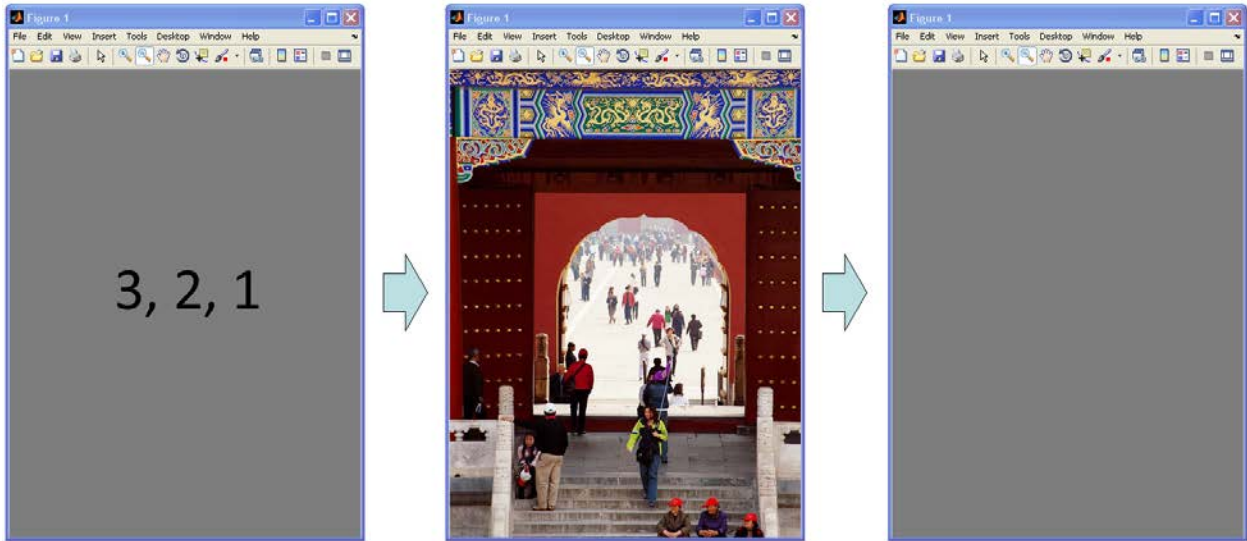 Figure 1
File Edit View Insert Tools Desktop Window Help
3, 2, 1
Figure 1
File Edit View Insert Tools Desktop Window Help
Figure 1
File Edit View Insert Tools Desktop Window Help